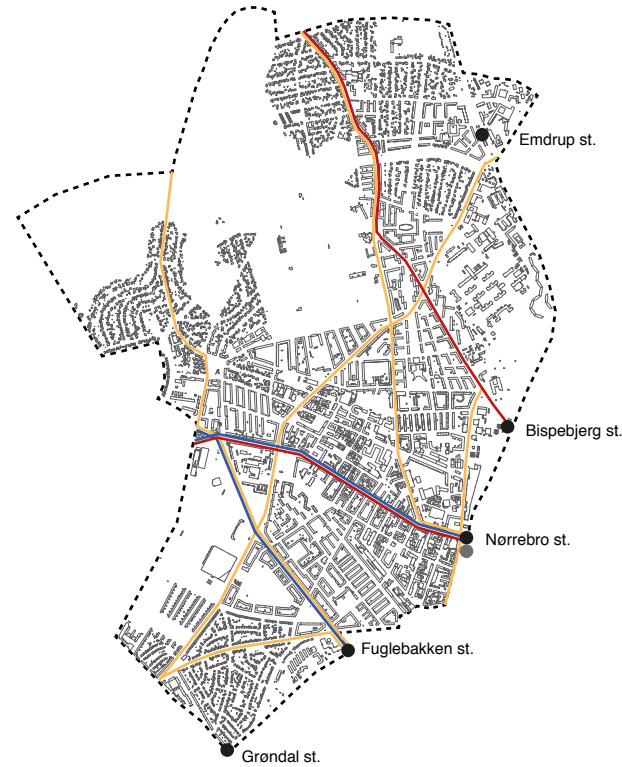 Emdrup st.
Bispebjerg st.
Nørrebro st.
Fuglebakken st.
Grøndal st.